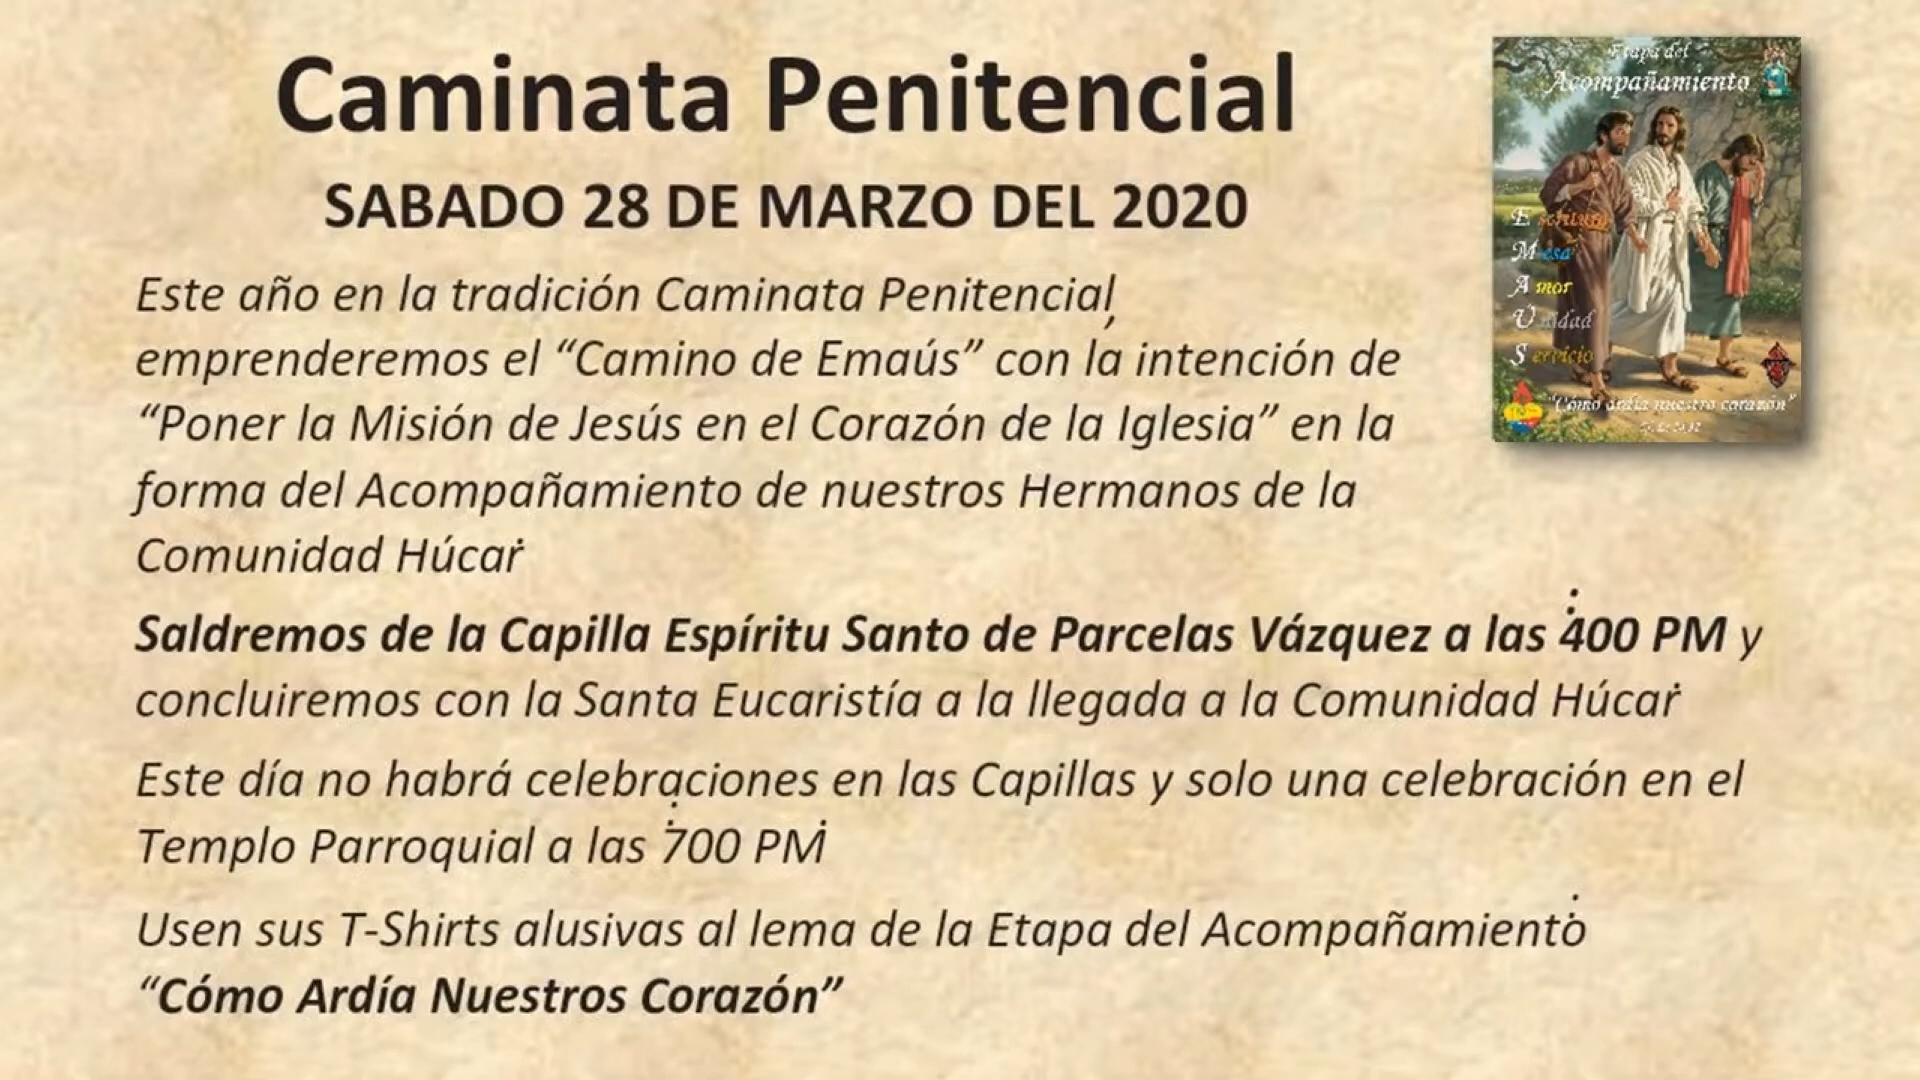 Caminata Penitencial
SABADO 28 DE MARZO DEL 2020
Este año en la tradición Caminata Penitencial,
emprenderemos el “Camino de Emaús” con la intención de
“Poner la Misión de Jesús en el Corazón de la Iglesia” en la
forma del Acompañamiento de nuestros Hermanos de la
Comunidad Húcar.
Saldremos de la Capilla Espíritu Santo de Parcelas Vázquez a las 4:00 PM y
concluiremos con la Santa Eucaristía a la llegada a la Comunidad Húcar.
Este día no habrá celebraciones en las Capillas y solo una celebración en el
Templo Parroquial a las 7:00 PM.
Usen sus T-Shirts alusivas al lema de la Etapa del Acompañamiento:
“Cómo Ardía Nuestros Corazón”
Etapa del
Acompañamiento
Escritura
Mesa
Amor
Unidad
Servicio
"Cómo ardía nuestro corazón"